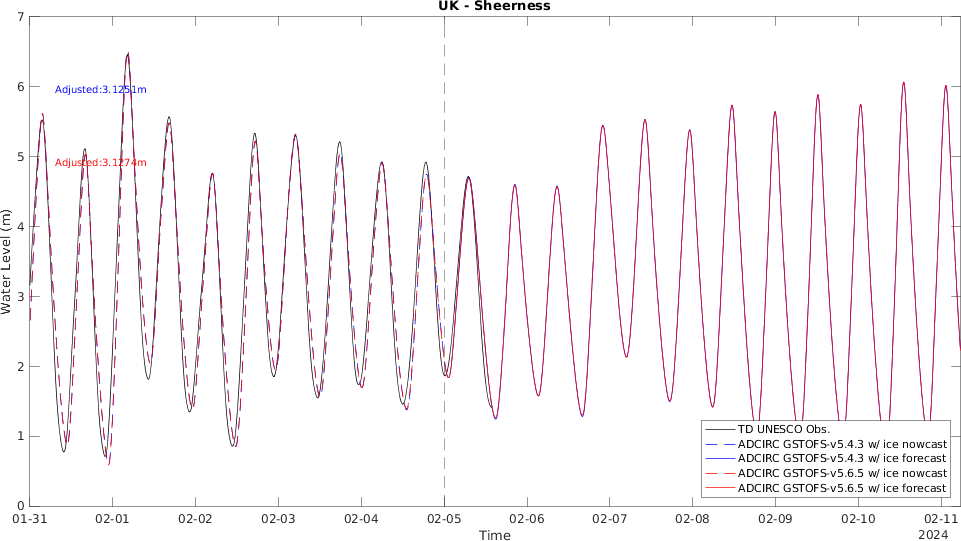 UK - Sheerness
7
6
5
4
3
2
1
0
Water Level (m)
Adjusted:3.1251m
Adjusted:3.1274m
TD UNESCO Obs.
ADCIRC GSTOFS-v5.4.3 w/ ice nowcast
ADCIRC GSTOFS-v5.4.3 w/ ice forecast
ADCIRC GSTOFS-v5.6.5 w/ ice nowcast
ADCIRC GSTOFS-v5.6.5 w/ ice forecast
01-31 02-01 02-02 02-03 02-04 02-05 02-06 02-07 02-08 02-09 02-10 02-11
Time
2024